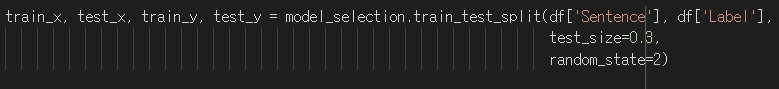 train_x, test_x, train_y, test_y = model_selection.train_test_split(df['Sentence'], df['Label'],
test_size=0.3,
random_state=2)